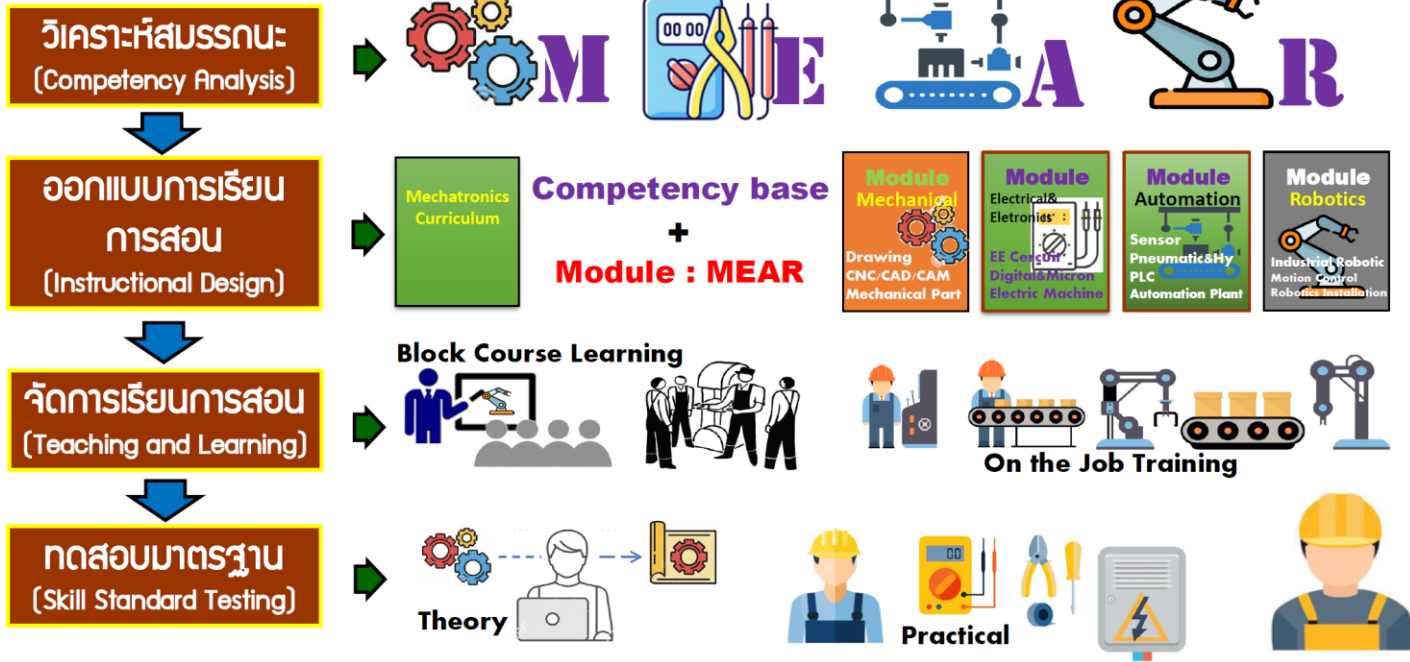 วิเคราะห์สมรรถนะ
(Competency Analysis)
M
E
A
R
00 00
ออกแบบการเรียน
การสอน
(Instructional Design)
Mechatronics
Curriculum
Competency base
+
Module : MEAR
Module
Mechanical
Drawing
CNC/CAD/CAM
Mechanical Part
Module
Electrical&
Eletronics
EE Cercuit
Digital&Micron
Electric Machine
Module
Automation
Sensor
Pneumatic&Hy
PLC
Automation Plant
Module
Robotics
Industrial Robotic
Motion Control
Robotics Installation
จัดการเรียนการสอน
(Teaching and Learning)
Block Course Learning
On the Job Training
ทดสอบมาตรฐาน
(Skill Standard Testing)
Theory
00
Practical